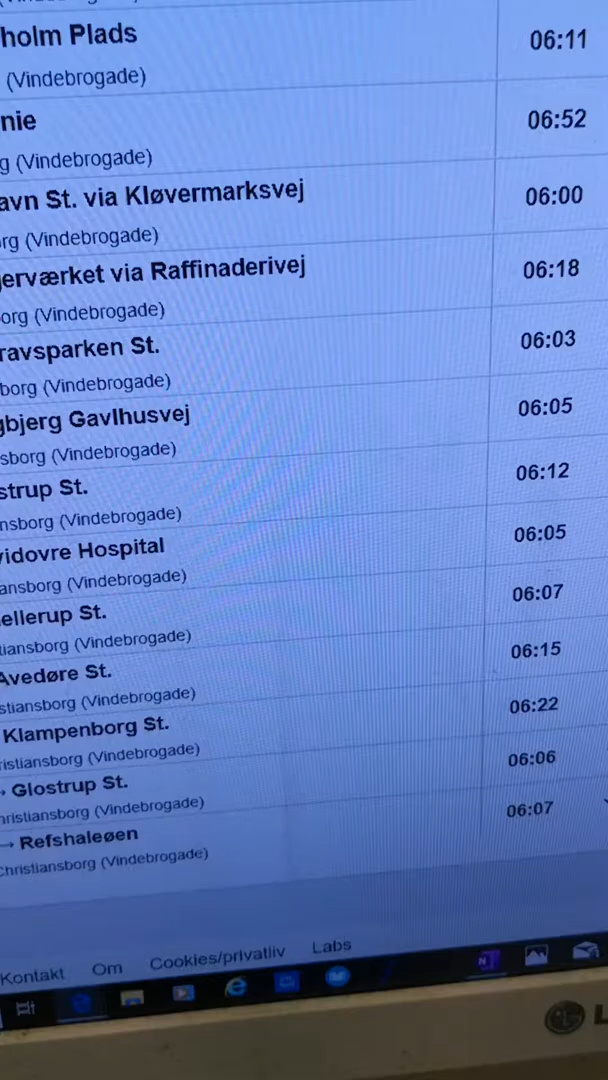 holm Plads
06:11
(Vindebrogade)
nie
06:52
g (Vindebrogade)
avn St. via Kløvermarksvej
06:00
rg (Vindebrogade)
erværket via Raffinaderivej
06:18
org (Vindebrogade)
ravsparken St.
06:03
borg (Vindebrogade)
gbjerg Gavlhusvej
06:05
sborg (Vindebrogade)
strup St.
06:12
nsborg (Vindebrogade)
vidovre Hospital
06:05
ansborg (Vindebrogade)
ellerup St.
06:07
tiansborg (Vindebrogade)
Avedøre St.
06:15
stiansborg (Vindebrogade)
Klampenborg St.
06:22
ristiansborg (Vindebrogade)
→ Glostrup St.
06:06
hristiansborg (Vindebrogade)
→ Refshaleøen
06:07
Christiansborg (Vindebrogade)
Kontakt Om Cookies/privatliv Labs
LG